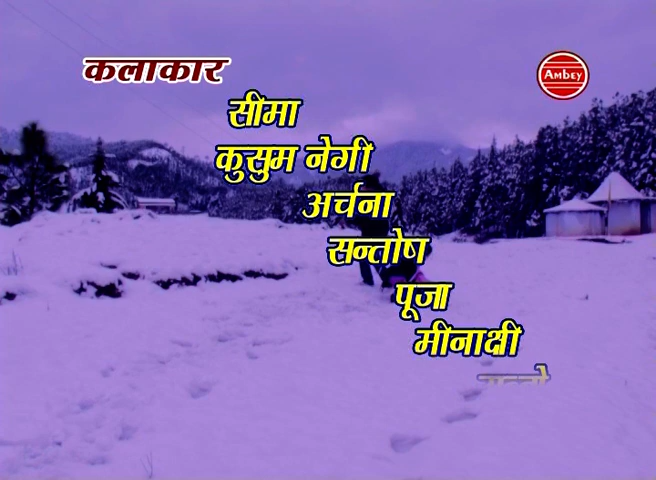 कलाकार
AMBEY
सीमा
कुसुम नेगी
अर्चना
सन्तोष
पूजा
मीनाक्षी